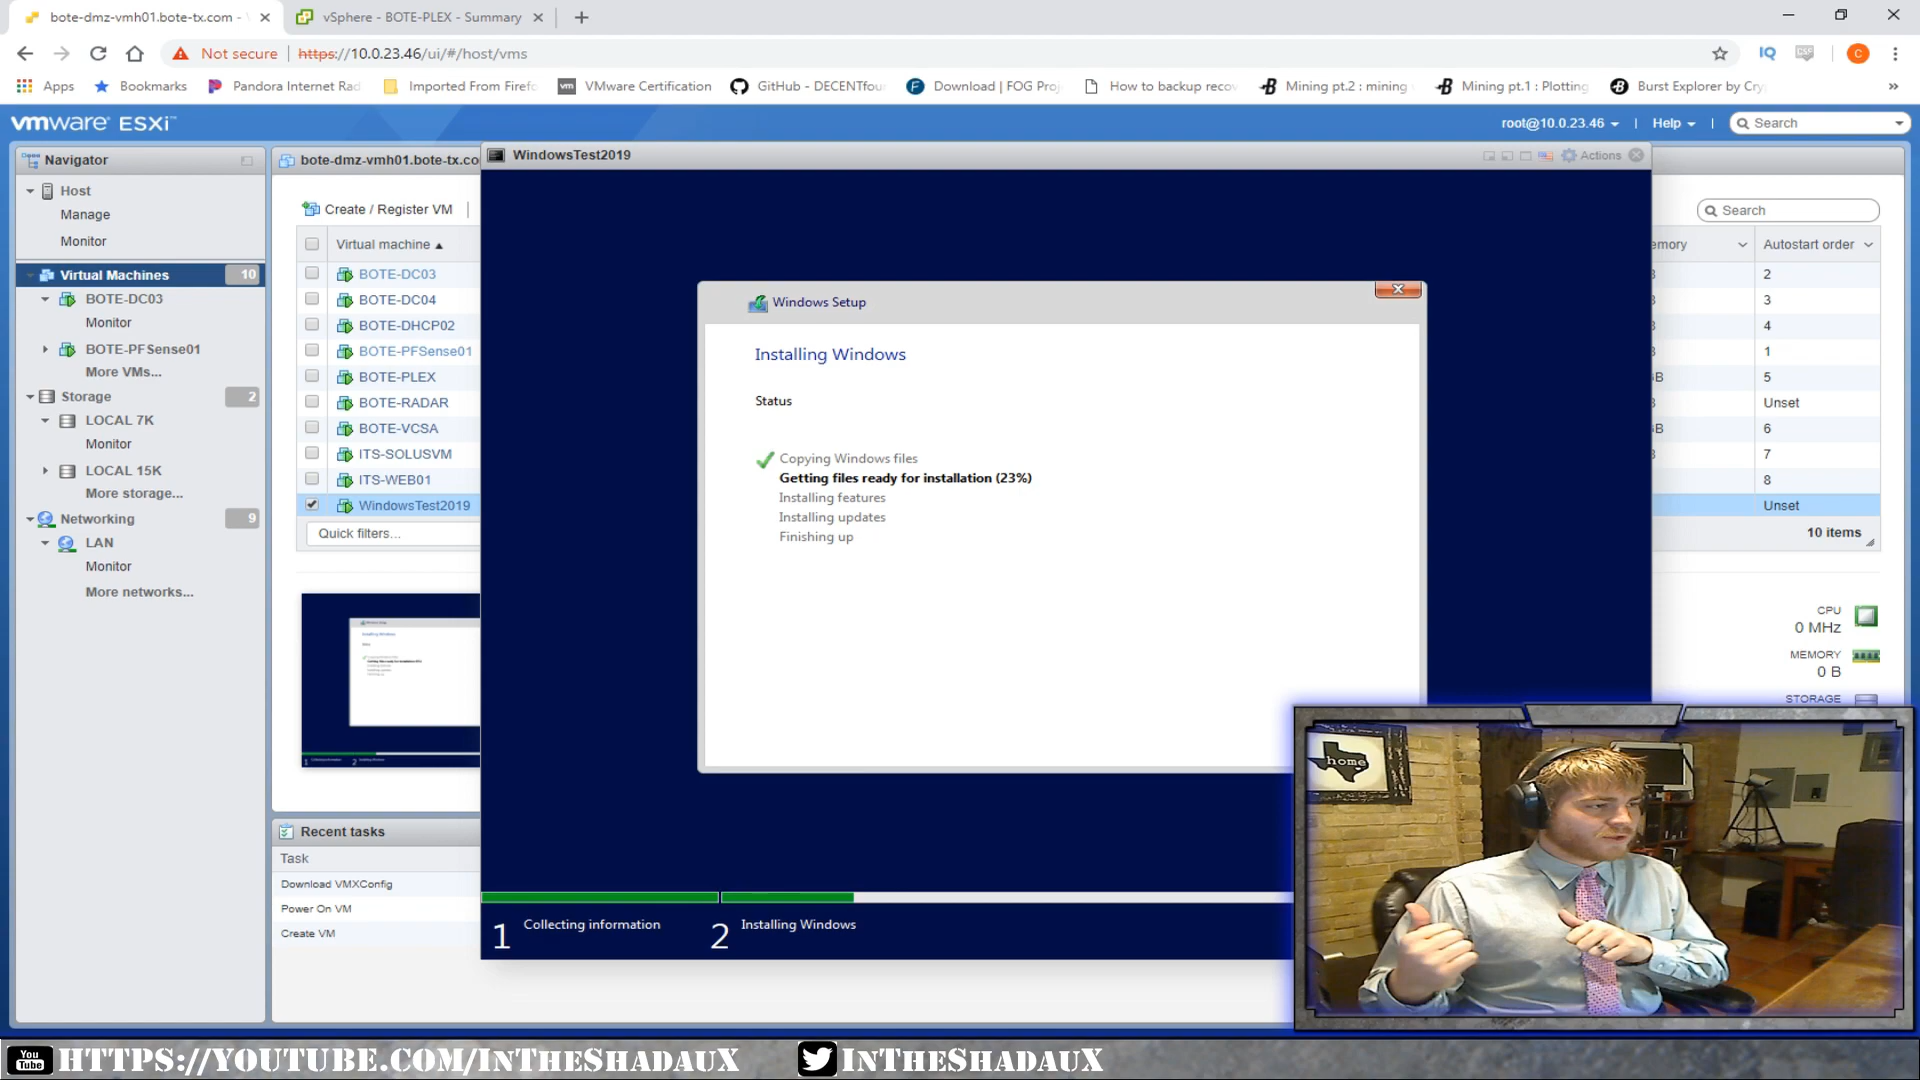 bote-dmz-vmh01.bote-tx.com -
vSphere - BOTE-PLEX - Summary
Not secure
https://10.0.23.46/ui/#/host/vms
Apps
Bookmarks
Pandora Internet Rad
Imported From Firefo
VMware Certification
GitHub - DECENTfour
Download | FOG Proj
How to backup recov
Mining pt.2 : mining
Mining pt.1 : Plotting
Burst Explorer by Cry
vmware ESXi™
root@10.0.23.46
Help
Search
Navigator
Host
Manage
Monitor
Virtual Machines
10
BOTE-DC03
Monitor
BOTE-PFSense01
More VMs...
Storage
2
LOCAL 7K
Monitor
LOCAL 15K
More storage...
Networking
9
LAN
Monitor
More networks...
bote-dmz-vmh01.bote-tx.co
Create / Register VM
Virtual machine
BOTE-DC03
BOTE-DC04
BOTE-DHCP02
BOTE-PFSense01
BOTE-PLEX
BOTE-RADAR
BOTE-VCSA
ITS-SOLUSVM
ITS-WEB01
WindowsTest2019
Quick filters...
Recent tasks
Task
Download VMXConfig
Power On VM
Create VM
WindowsTest2019
Actions
Windows Setup
Installing Windows
Status
Copying Windows files
Getting files ready for installation (23%)
Installing features
Installing updates
Finishing up
1 Collecting information
2 Installing Windows
Search
emory
Autostart order
2
3
4
1
B 5
Unset
B 6
7
8
Unset
10 items
CPU
0 MHz
MEMORY
0 B
STORAGE
home
You Tube HTTPS://YOUTUBE.COM/INTHESHADAUX
INTHESHADAUX